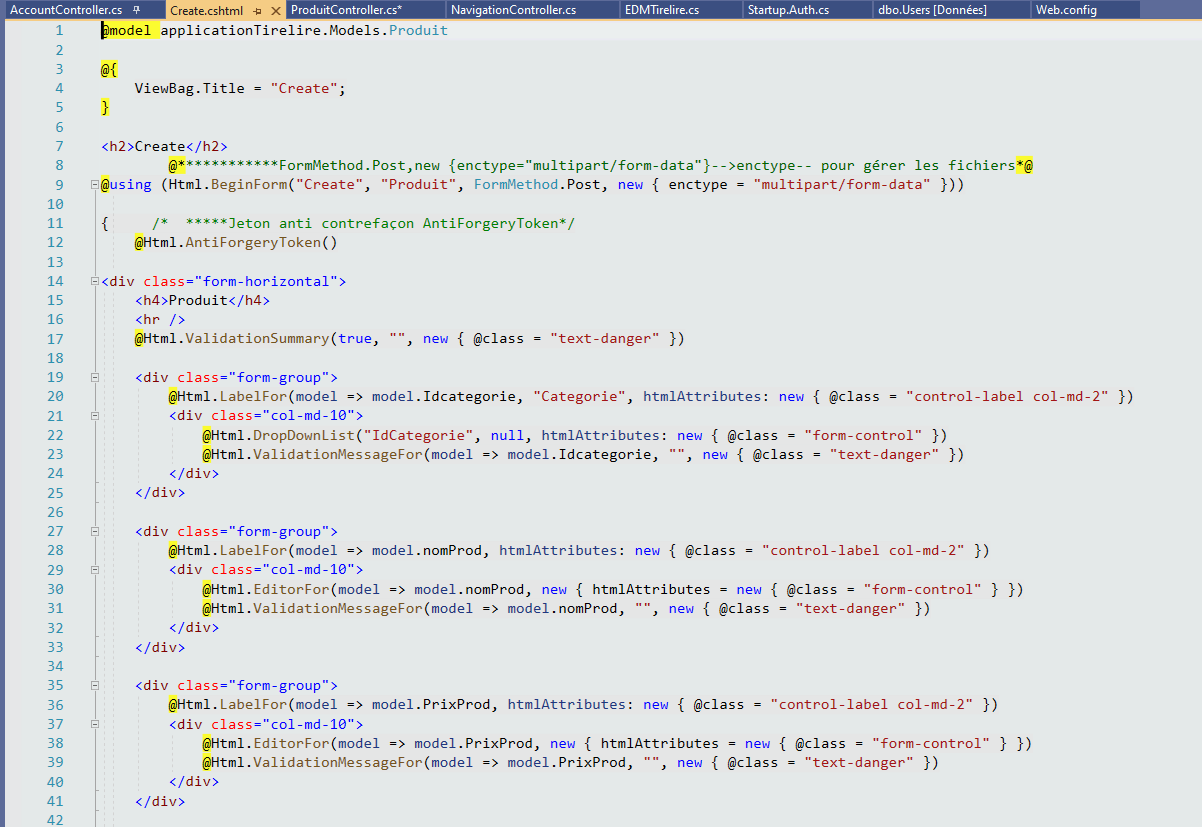 AccountController.cs Create.cshtml ProduitController.cs* NavigationController.cs EDMTirelire.cs Startup.Auth.cs dbo.Users [Données] Web.config
1 @model applicationTirelire.Models.Produit
2
3 @{
4 ViewBag.Title = "Create";
5 }
6
7 <h2>Create</h2>
8 @************FormMethod.Post,new {enctype="multipart/form-data"}-->enctype-- pour gérer les fichiers*@
9 @using (Html.BeginForm("Create", "Produit", FormMethod.Post, new { enctype = "multipart/form-data" }))
10
11 { /* *****Jeton anti contrefaçon AntiForgeryToken*/
12 @Html.AntiForgeryToken()
13
14 <div class="form-horizontal">
15 <h4>Produit</h4>
16 <hr />
17 @Html.ValidationSummary(true, "", new { @class = "text-danger" })
18
19 <div class="form-group">
20 @Html.LabelFor(model => model.Idcategorie, "Categorie", htmlAttributes: new { @class = "control-label col-md-2" })
21 <div class="col-md-10">
22 @Html.DropDownList("IdCategorie", null, htmlAttributes: new { @class = "form-control" })
23 @Html.ValidationMessageFor(model => model.Idcategorie, "", new { @class = "text-danger" })
24 </div>
25 </div>
26
27 <div class="form-group">
28 @Html.LabelFor(model => model.nomProd, htmlAttributes: new { @class = "control-label col-md-2" })
29 <div class="col-md-10">
30 @Html.EditorFor(model => model.nomProd, new { htmlAttributes = new { @class = "form-control" } })
31 @Html.ValidationMessageFor(model => model.nomProd, "", new { @class = "text-danger" })
32 </div>
33 </div>
34
35 <div class="form-group">
36 @Html.LabelFor(model => model.PrixProd, htmlAttributes: new { @class = "control-label col-md-2" })
37 <div class="col-md-10">
38 @Html.EditorFor(model => model.PrixProd, new { htmlAttributes = new { @class = "form-control" } })
39 @Html.ValidationMessageFor(model => model.PrixProd, "", new { @class = "text-danger" })
40 </div>
41 </div>
42